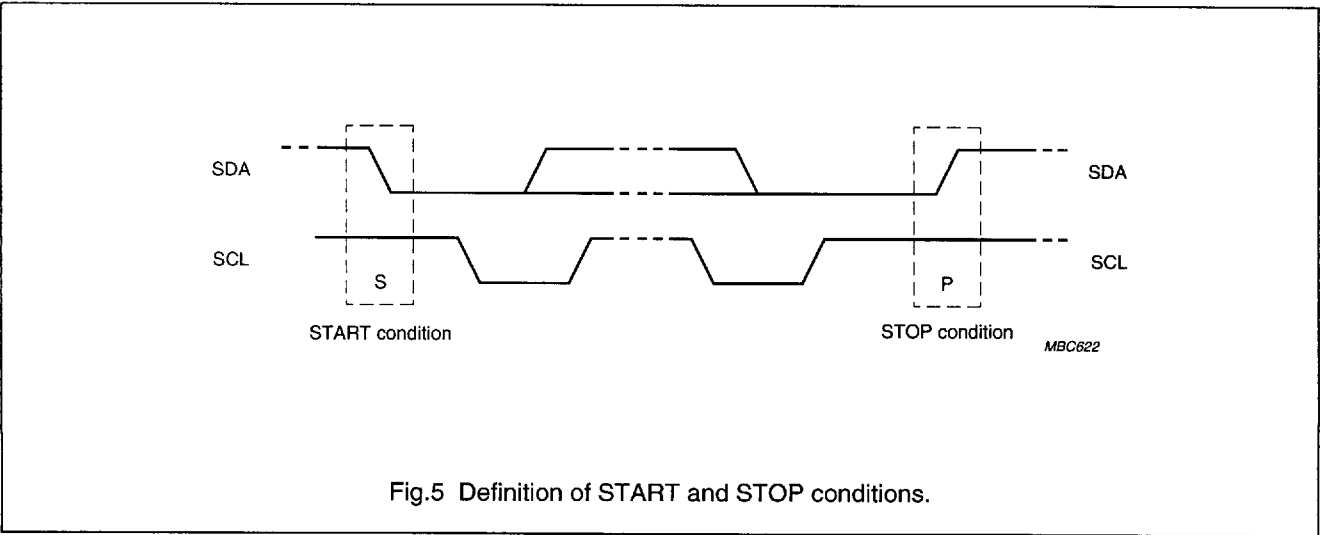 SDA
SDA
SCL
SCL
S
P
START condition
STOP condition
MBC622
Fig.5 Definition of START and STOP conditions.